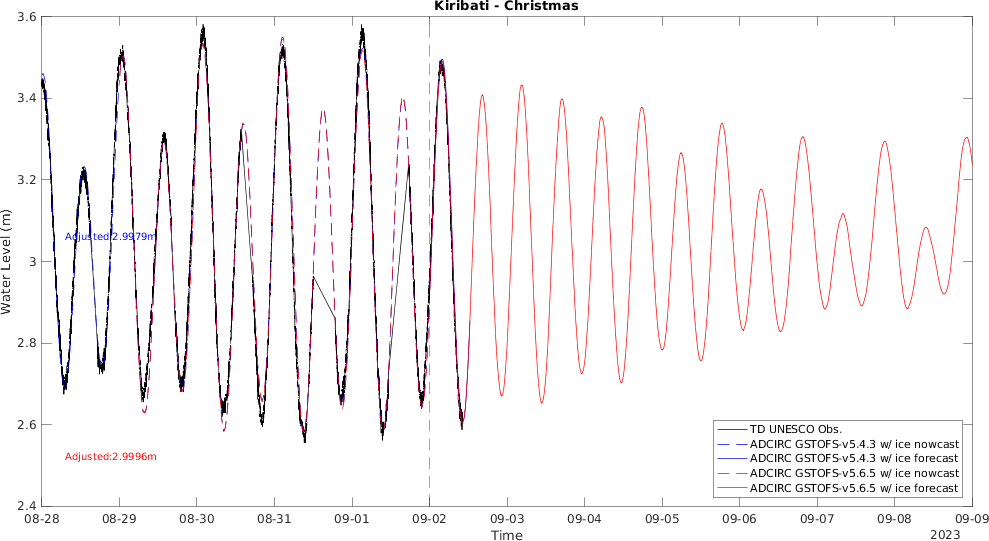 Kiribati - Christmas
3.6
3.4
3.2
3
2.8
2.6
2.4
Water Level (m)
Adjusted:2.9979m
Adjusted:2.9996m
TD UNESCO Obs.
ADCIRC GSTOFS-v5.4.3 w/ ice nowcast
ADCIRC GSTOFS-v5.4.3 w/ ice forecast
ADCIRC GSTOFS-v5.6.5 w/ ice nowcast
ADCIRC GSTOFS-v5.6.5 w/ ice forecast
08-28 08-29 08-30 08-31 09-01 09-02 09-03 09-04 09-05 09-06 09-07 09-08 09-09
Time
2023